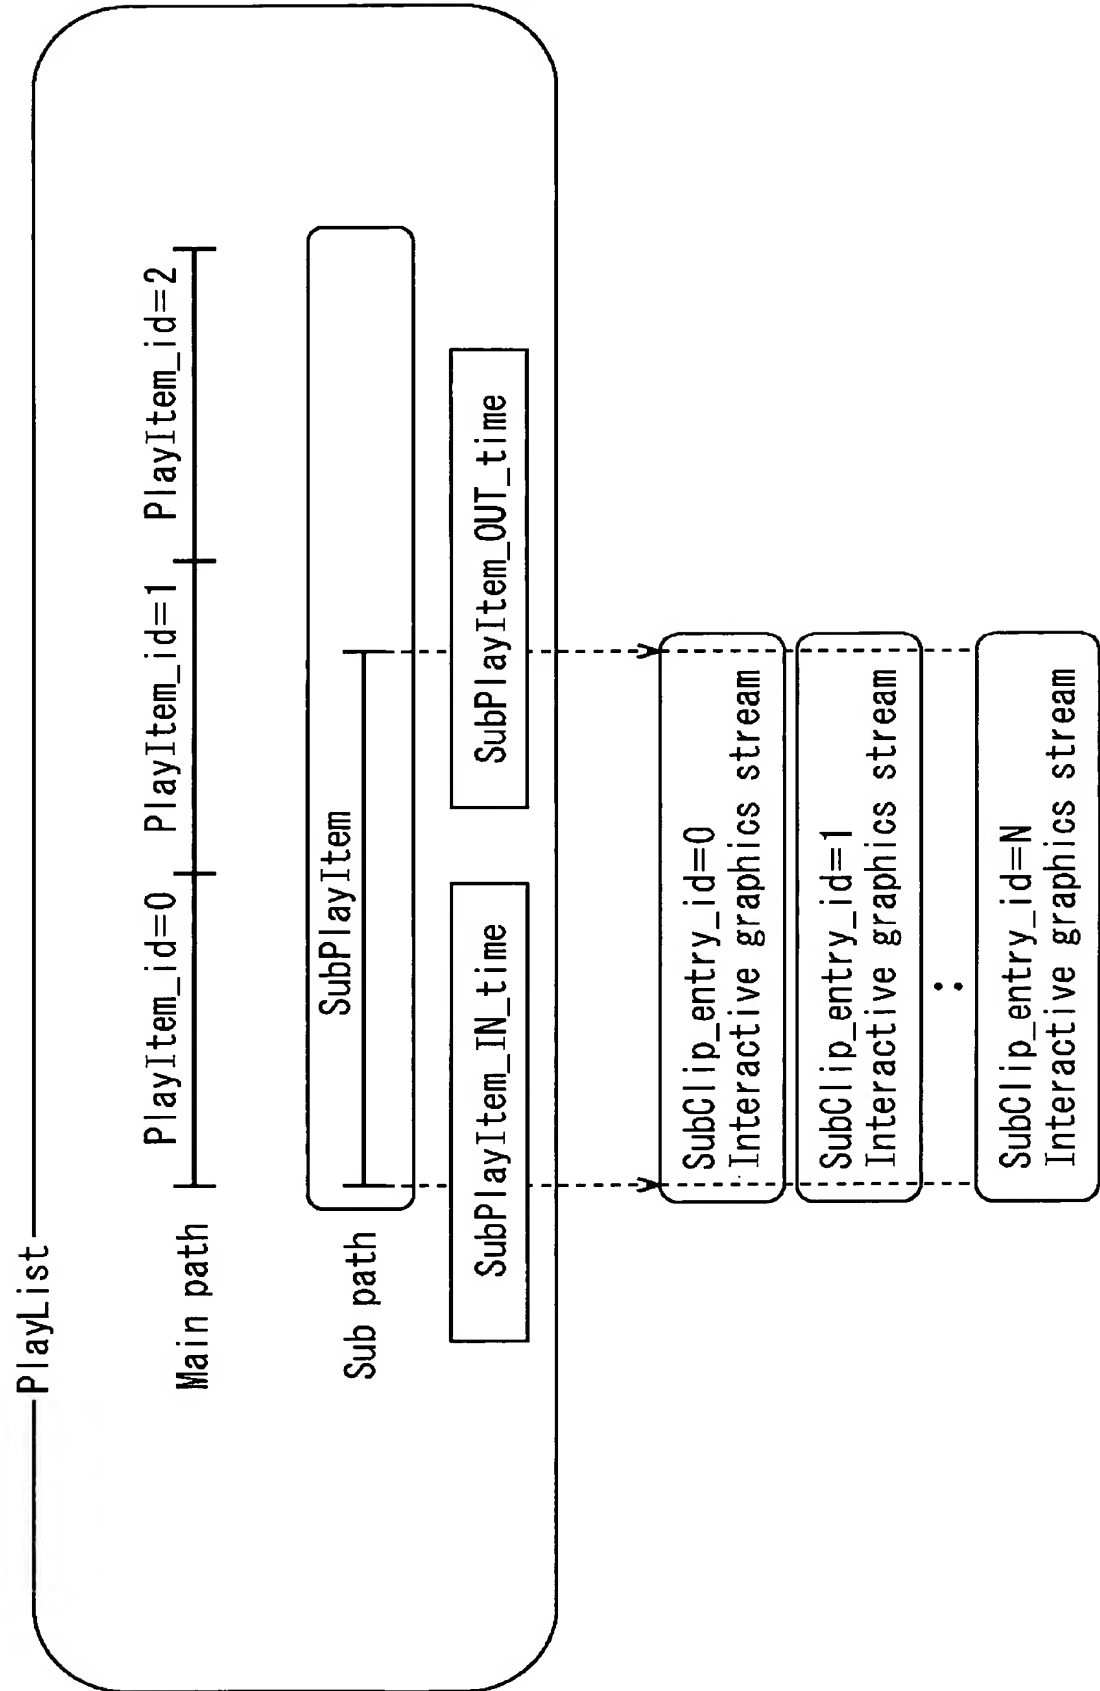 PlayList
PlayItem_id=0 PlayItem_id=1 PlayItem_id=2
Main path
SubPlayItem
Sub path
SubPlayItem_IN_time SubPlayItem_OUT_time
SubClip_entry_id=0
Interactive graphics stream
SubClip_entry_id=1
Interactive graphics stream
:
SubClip_entry_id=N
Interactive graphics stream